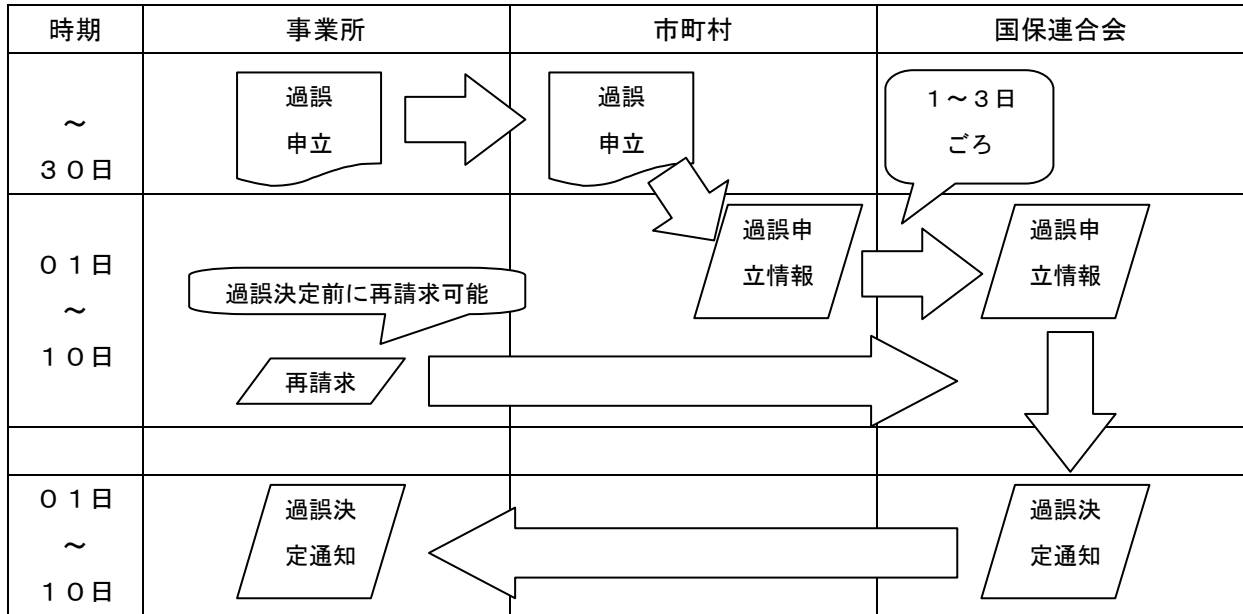 時期
事業所
市町村
国保連合会
～
３０日
過誤
申立
過誤
申立
１～３日
ごろ
０１日
～
１０日
過誤申
立情報
過誤申
立情報
過誤決定前に再請求可能
再請求
０１日
～
１０日
過誤決
定通知
過誤決
定通知